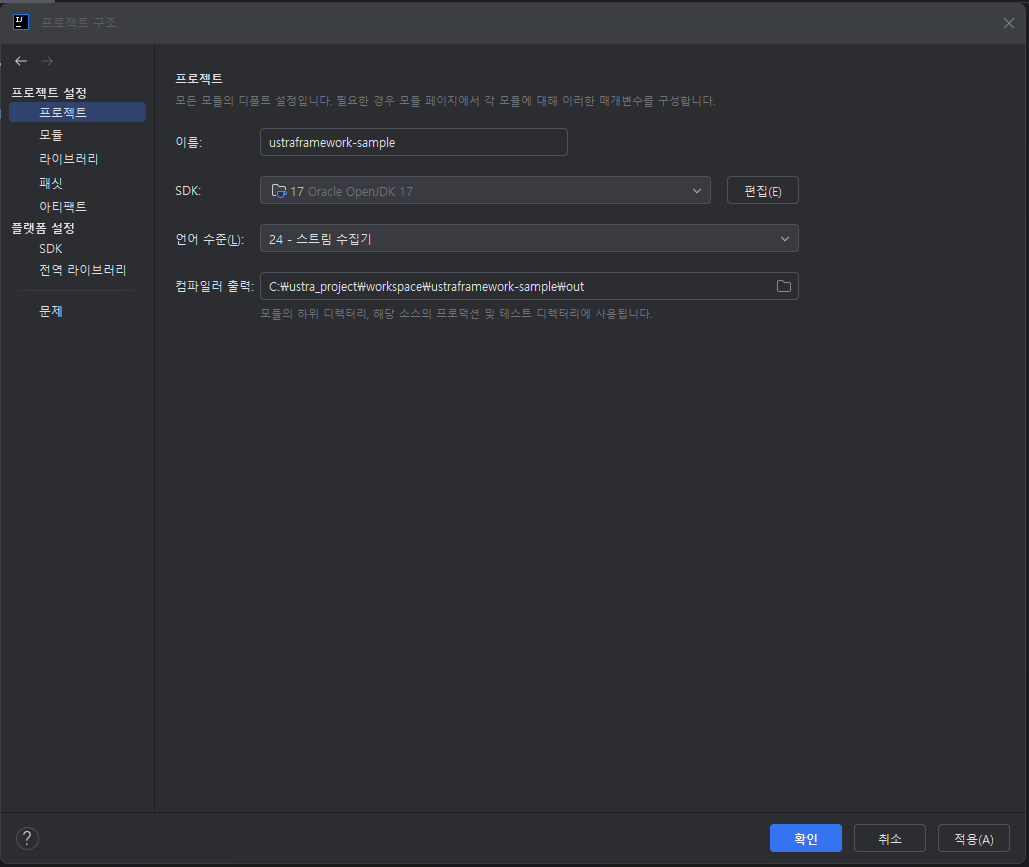 IJ
프로젝트 구조
프로젝트 설정
프로젝트
모듈
라이브러리
패싯
아티팩트
플랫폼 설정
SDK
전역 라이브러리
문제
프로젝트
모든 모듈의 디폴트 설정입니다. 필요한 경우 모듈 페이지에서 각 모듈에 대해 이러한 매개변수를 구성합니다.
이름: ustraframework-sample
SDK: 17 Oracle OpenJDK 17 편집(E)
언어 수준(L): 24 - 스트림 수집기
컴파일러 출력: C:₩ustra_project₩workspace₩ustraframework-sample₩out
모듈의 하위 디렉터리, 해당 소스의 프로덕션 및 테스트 디렉터리에 사용됩니다.
? 확인 취소 적용(A)